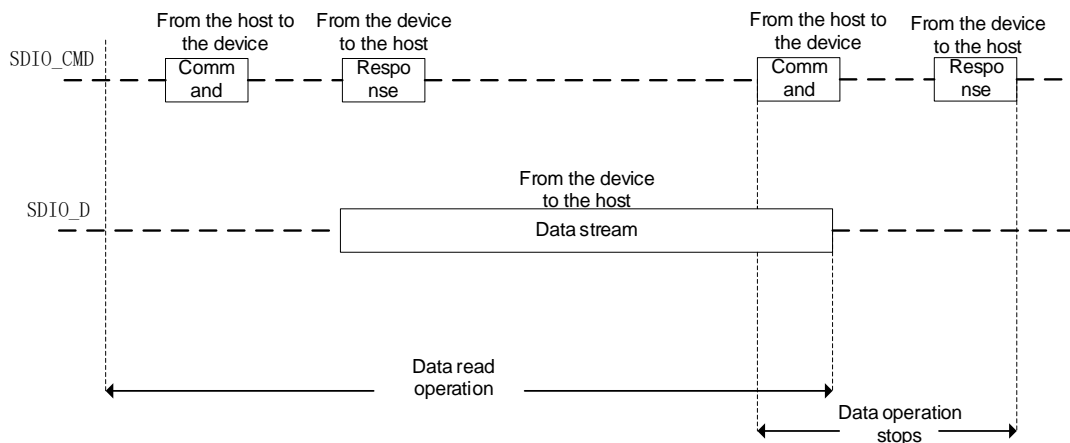 From the host to
the device
From the device
to the host
From the host to
the device
From the device
to the host
SDIO_CMD
Comm
and
Respo
nse
Comm
and
Respo
nse
From the device
to the host
SDIO_D
Data stream
Data read
operation
Data operation
stops